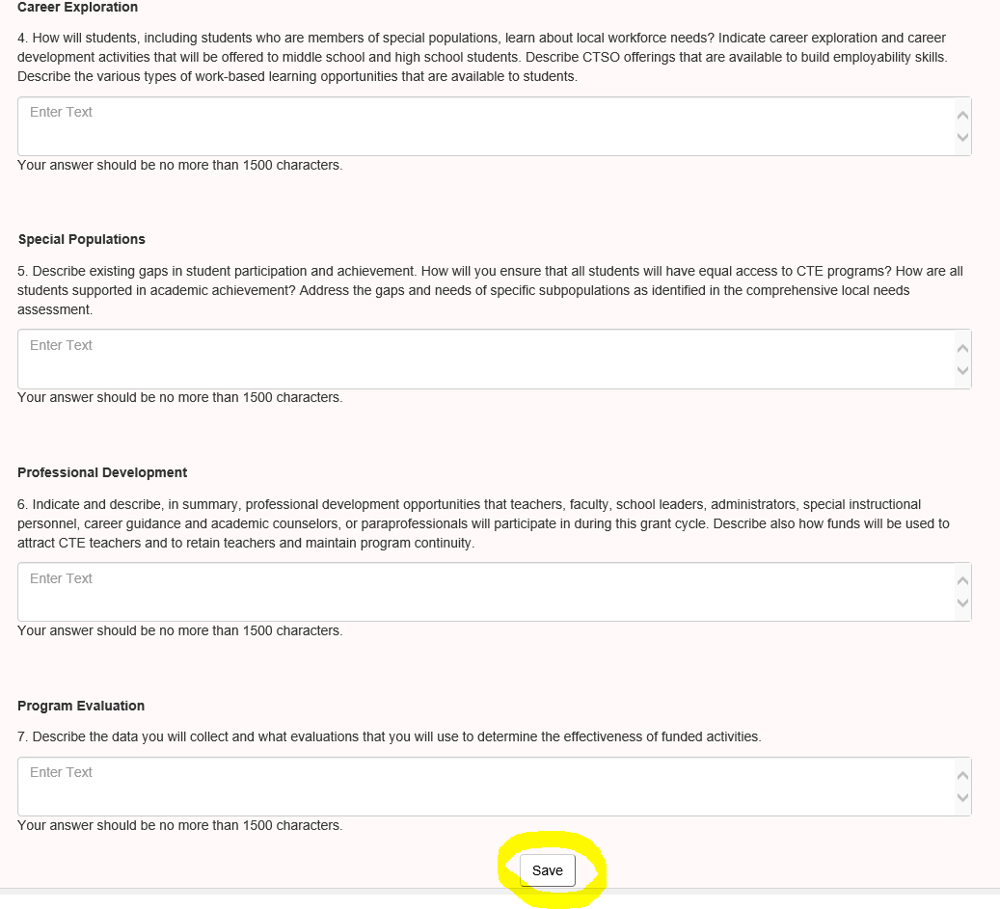 Career Exploration
4. How will students, including students who are members of special populations, learn about local workforce needs? Indicate career exploration and career
development activities that will be offered to middle school and high school students. Describe CTSO offerings that are available to build employability skills.
Describe the various types of work-based learning opportunities that are available to students.
Enter Text
Your answer should be no more than 1500 characters.
Special Populations
5. Describe existing gaps in student participation and achievement. How will you ensure that all students will have equal access to CTE programs? How are all
students supported in academic achievement? Address the gaps and needs of specific subpopulations as identified in the comprehensive local needs
assessment.
Enter Text
Your answer should be no more than 1500 characters.
Professional Development
6. Indicate and describe, in summary, professional development opportunities that teachers, faculty, school leaders, administrators, special instructional
personnel, career guidance and academic counselors, or paraprofessionals will participate in during this grant cycle. Describe also how funds will be used to
attract CTE teachers and to retain teachers and maintain program continuity.
Enter Text
Your answer should be no more than 1500 characters.
Program Evaluation
7. Describe the data you will collect and what evaluations that you will use to determine the effectiveness of funded activities.
Enter Text
Your answer should be no more than 1500 characters.
Save